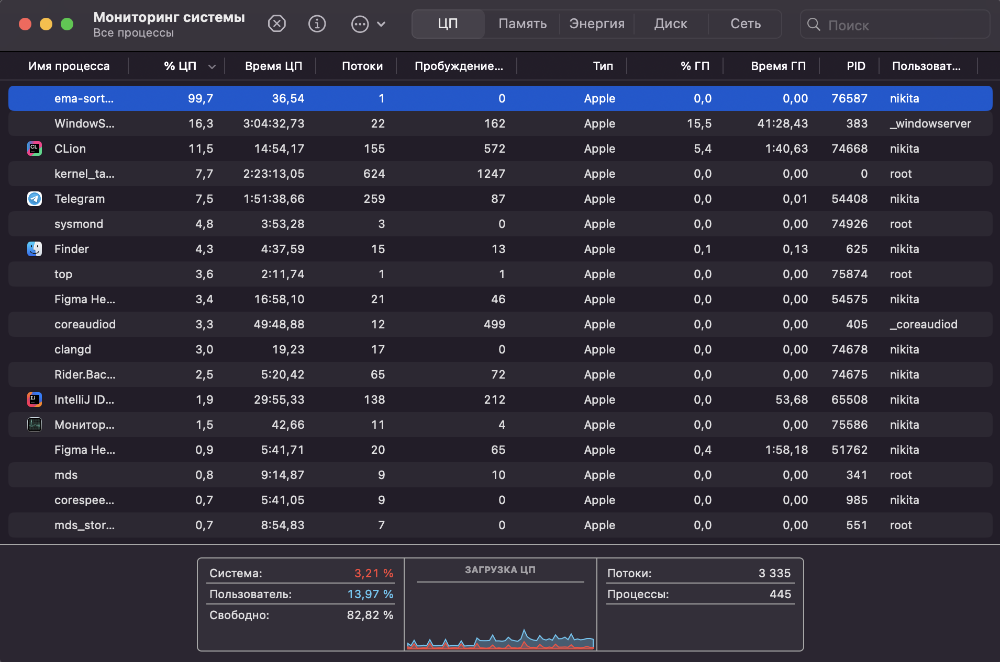 Мониторинг системы
Все процессы
ЦП Память Энергия Диск Сеть Поиск
Имя процесса % ЦП Время ЦП Потоки Пробуждение... Тип % ГП Время ГП PID Пользоват...
ema-sort... 99,7 36,54 1 0 Apple 0,0 0,00 76587 nikita
WindowS... 16,3 3:04:32,73 22 162 Apple 15,5 41:28,43 383 _windowserver
CLion 11,5 14:54,17 155 572 Apple 5,4 1:40,63 74668 nikita
kernel_ta... 7,7 2:23:13,05 624 1247 Apple 0,0 0,00 0 root
Telegram 7,5 1:51:38,66 259 87 Apple 0,0 0,01 54408 nikita
sysmond 4,8 3:53,28 3 0 Apple 0,0 0,00 74926 root
Finder 4,3 4:37,59 15 13 Apple 0,1 0,13 625 nikita
top 3,6 2:11,74 1 1 Apple 0,0 0,00 75874 root
Figma He... 3,4 16:58,10 21 46 Apple 0,0 0,00 54575 nikita
coreaudiod 3,3 49:48,88 12 499 Apple 0,0 0,00 405 _coreaudiod
clangd 3,0 19,23 17 0 Apple 0,0 0,00 74678 nikita
Rider.Bac... 2,5 5:20,42 65 72 Apple 0,0 0,00 74675 nikita
IntelliJ ID... 1,9 29:55,33 138 212 Apple 0,0 53,68 65508 nikita
Монитор... 1,5 42,66 11 4 Apple 0,0 0,00 75586 nikita
Figma He... 0,9 5:41,71 20 65 Apple 0,4 1:58,18 51762 nikita
mds 0,8 9:14,87 9 10 Apple 0,0 0,00 341 root
corespee... 0,7 5:41,05 9 0 Apple 0,0 0,00 985 nikita
mds_stor... 0,7 8:54,83 7 0 Apple 0,0 0,00 551 root
Система: 3,21 %
Пользователь: 13,97 %
Свободно: 82,82 %
ЗАГРУЗКА ЦП
Потоки: 3 335
Процессы: 445